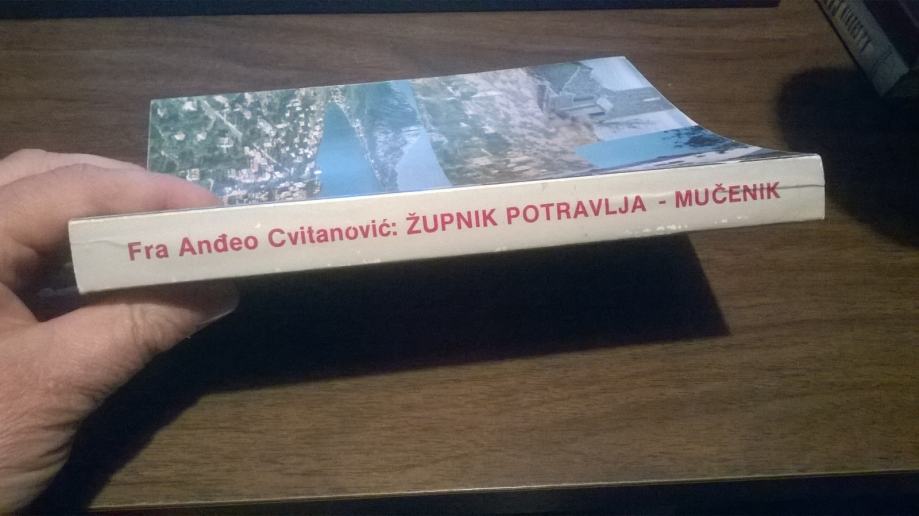 Fra Anđeo Cvitanović: ŽUPNIK POTRAVLJA - MUČENIK